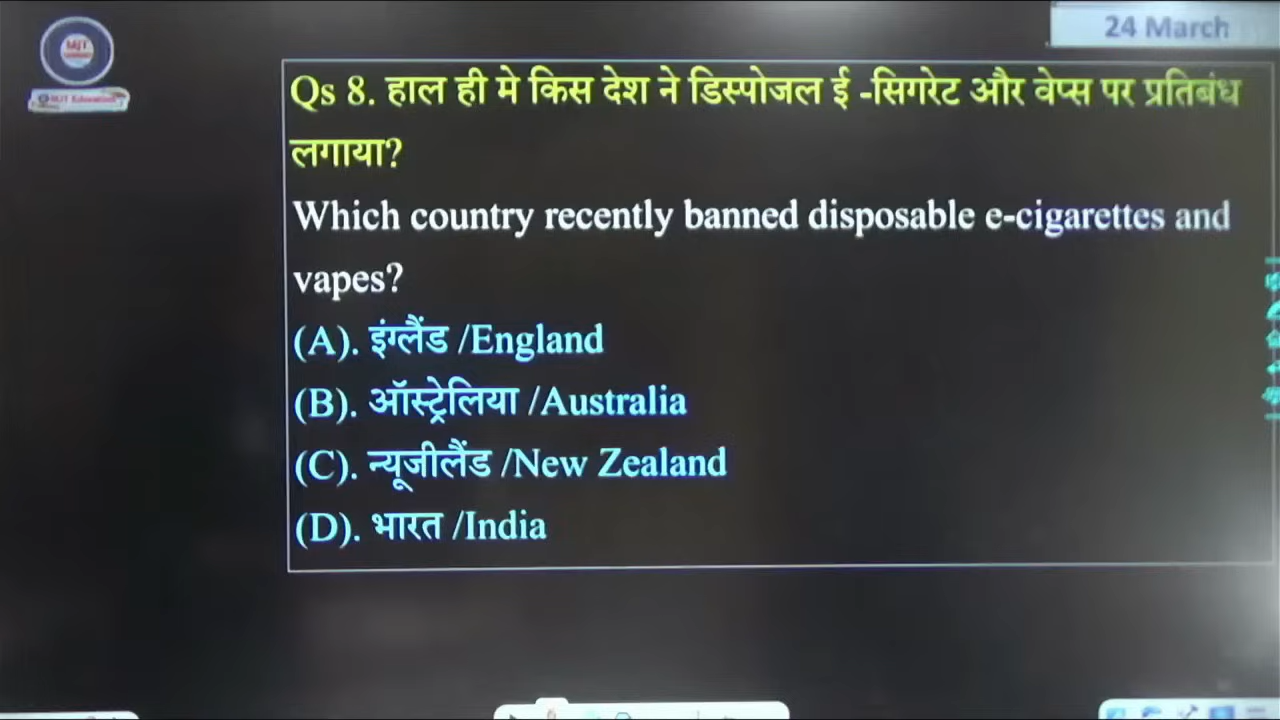 24 March
MJT
Qs 8. हाल ही मे किस देश ने डिस्पोजल ई -सिगरेट और वेप्स पर प्रतिबंध
लगाया?
Which country recently banned disposable e-cigarettes and
vapes?
(A). इंग्लैंड /England
(B). ऑस्ट्रेलिया /Australia
(C). न्यूजीलैंड /New Zealand
(D). भारत /India